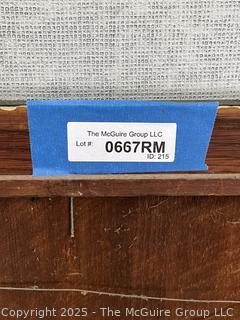 The McGuire Group LLC
Lot #: 0667RM
ID: 215
Copyright 2025 - The McGuire Group LLC